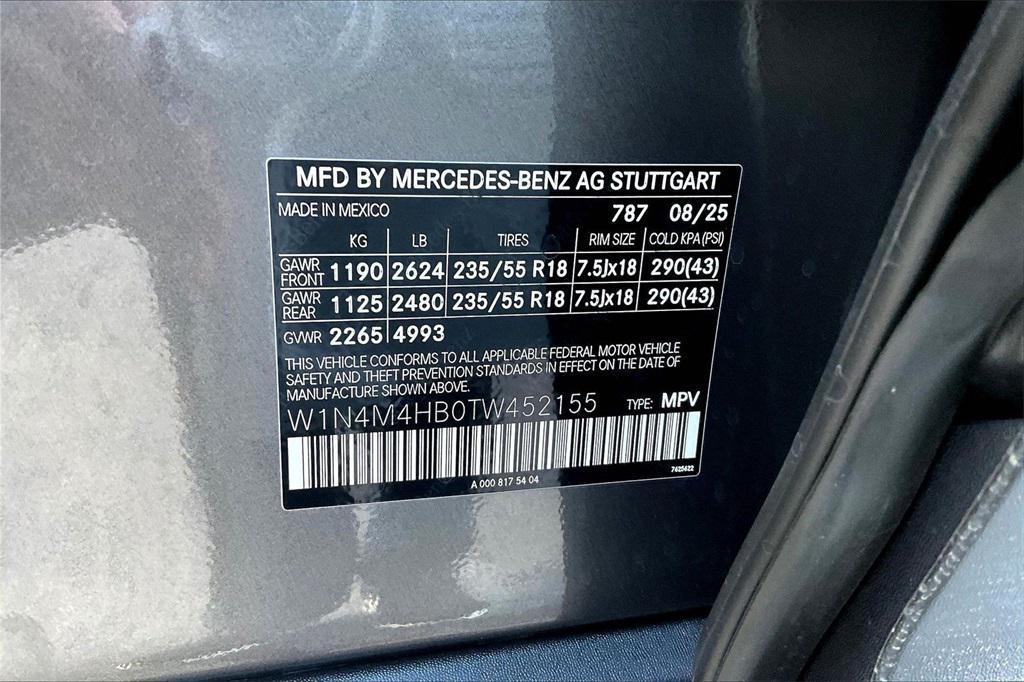 MFD BY MERCEDES-BENZ AG STUTTGART
MADE IN MEXICO 787 08/25
KG LB TIRES RIM SIZE COLD KPA(PSI)
GAWR FRONT 1190 2624 235/55 R18 7.5Jx18 290(43)
GAWR REAR 1125 2480 235/55 R18 7.5Jx18 290(43)
GVWR 2265 4993
THIS VEHICLE CONFORMS TO ALL APPLICABLE FEDERAL MOTOR VEHICLE
SAFETY AND THEFT PREVENTION STANDARDS IN EFFECT ON THE DATE OF
MANUFACTURE SHOWN ABOVE.
W1N4M4HB0TW452155 TYPE: MPV
7625622
A 000 817 54 04